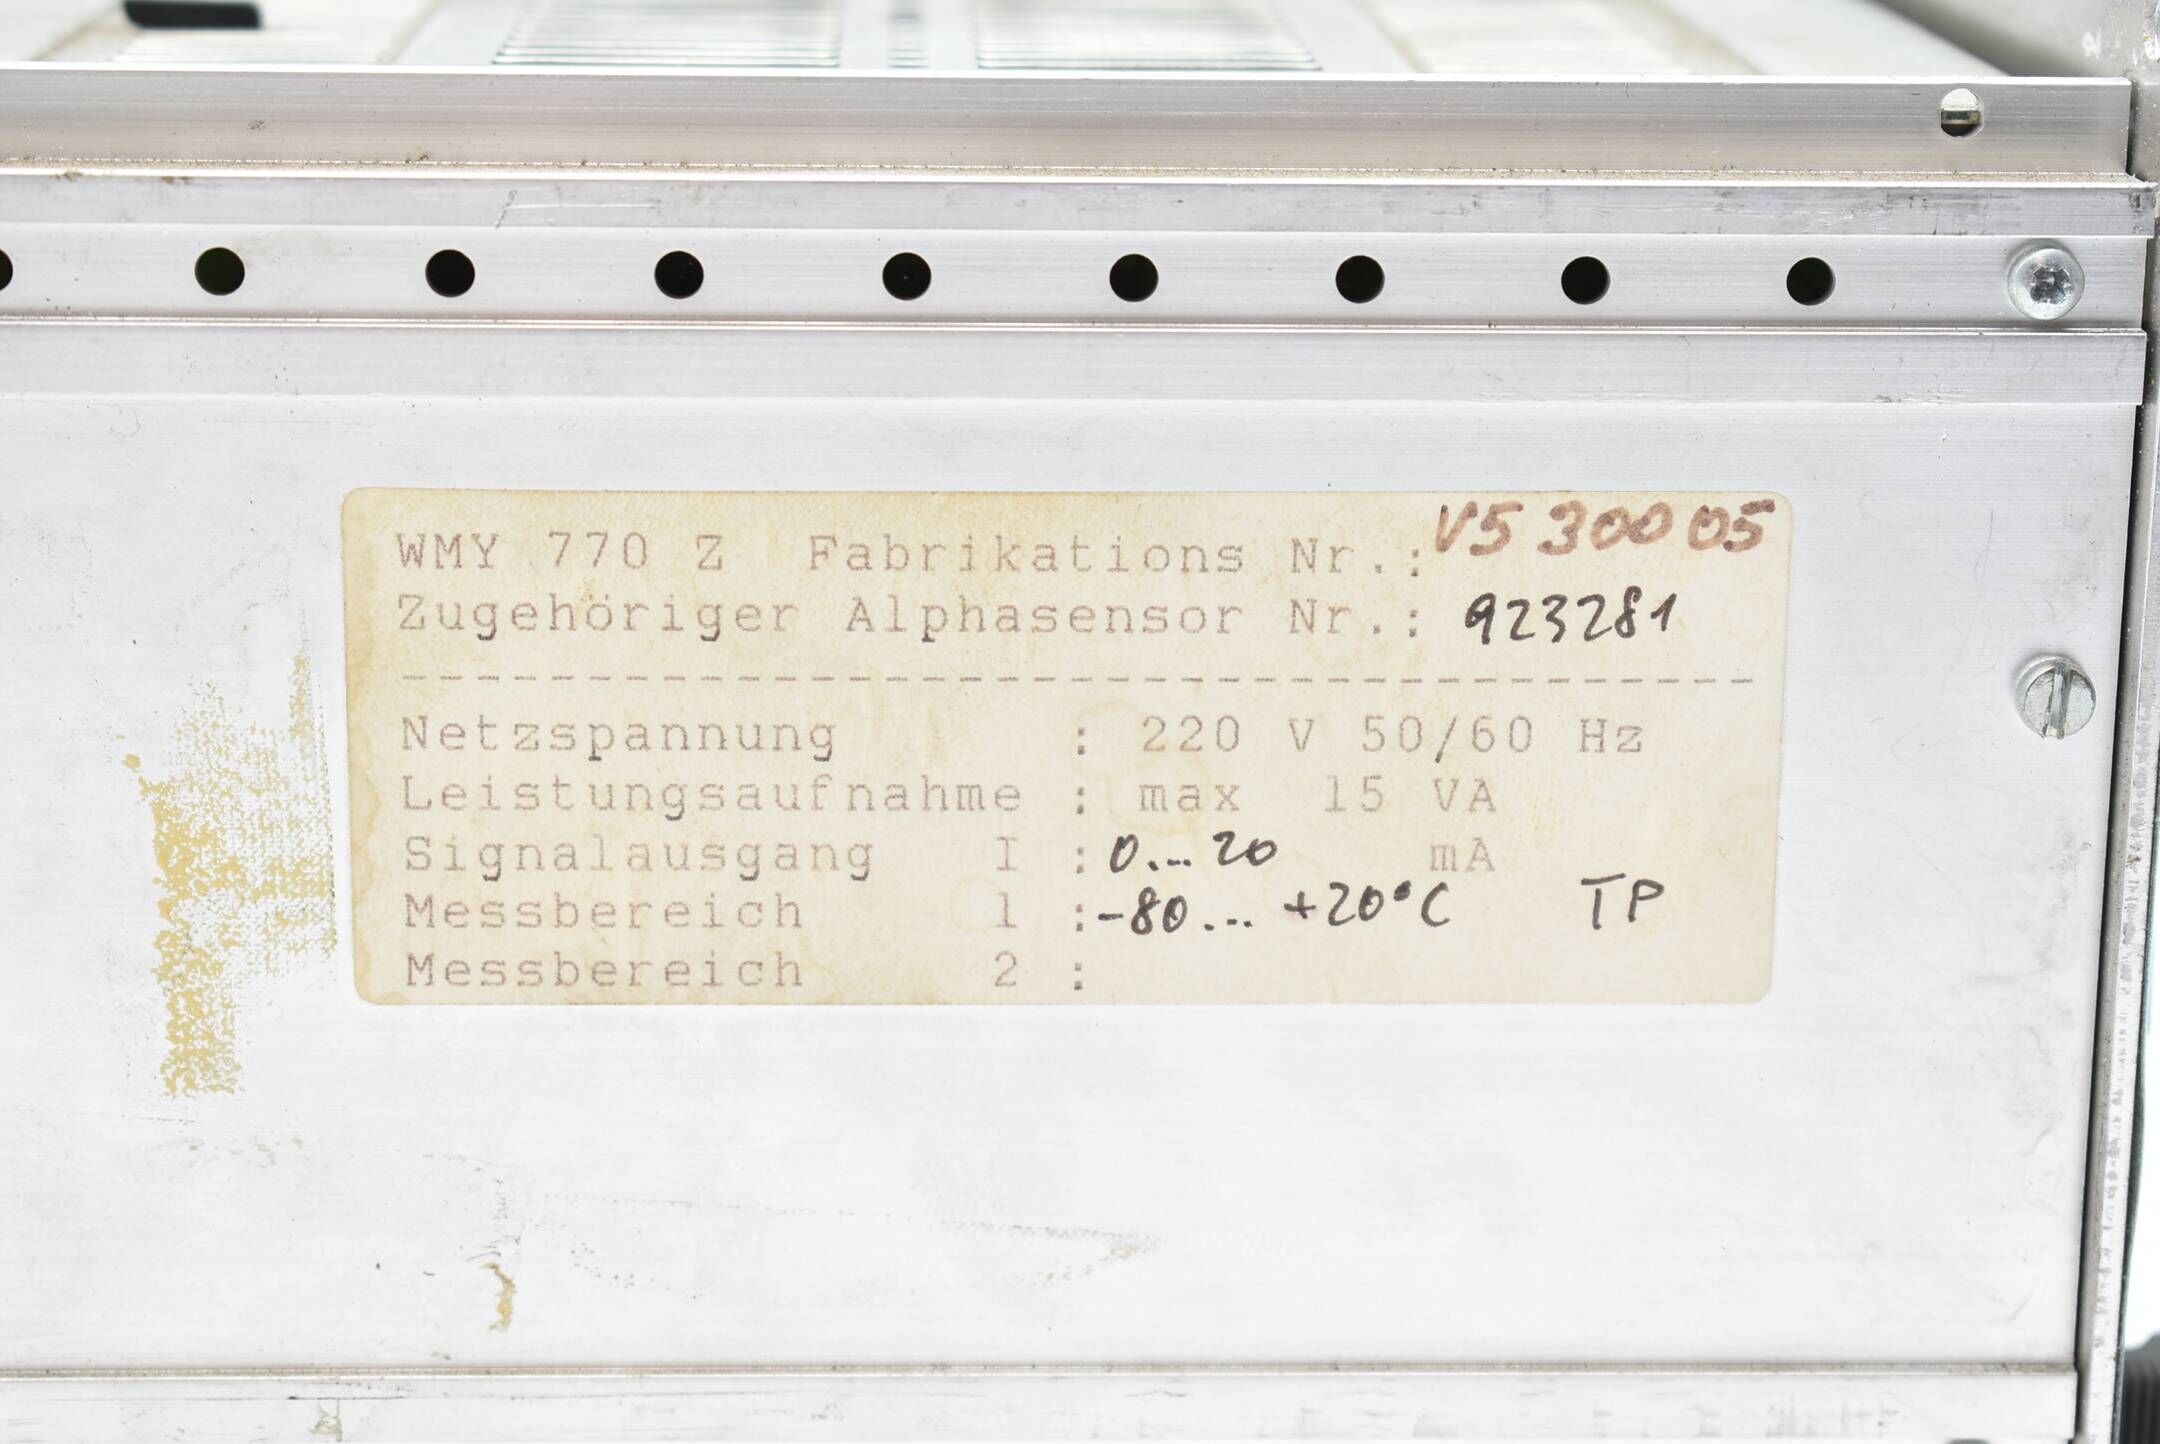 WMY 770 Z Fabrikations Nr.: V5 300 05
Zugehöriger Alphasensor Nr.: 923281
-------------------------------------
Netzspannung : 220 V 50/60 Hz
Leistungsaufnahme : max 15 VA
Signalausgang I : 0...20 mA
Messbereich 1 : -80... +20°C TP
Messbereich 2 :